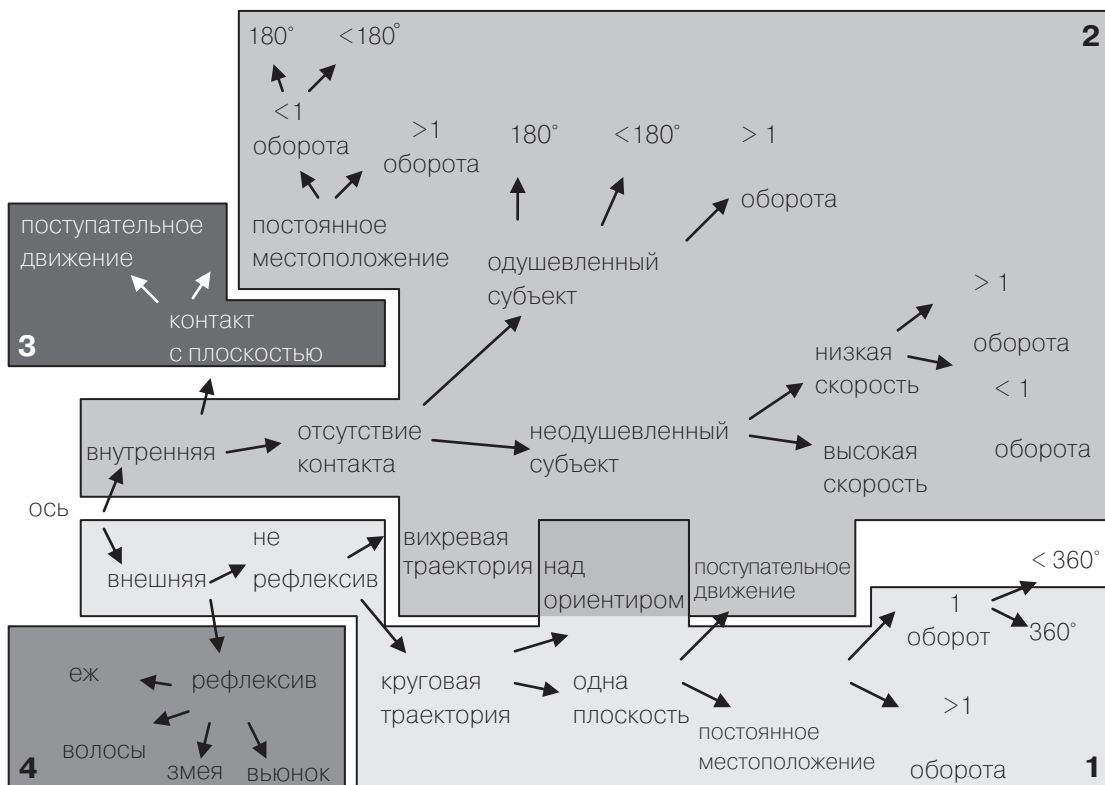 180° <180° 2
<1
оборота
>1
оборота
180° <180° > 1
оборота
постоянное
местоположение
поступательное
движение
одушевленный
субъект
контакт
с плоскостью
3
> 1
оборота
низкая
скорость
< 1
оборота
отсутствие
контакта
внутренняя
неодушевленный
субъект
высокая
скорость
ось
не
рефлексив
внешняя
вихревая
траектория
над
ориентиром
поступательное
движение
< 360°
1
оборот
360°
еж
рефлексив
круговая
траектория
одна
плоскость
>1
оборота
волосы
змея
вьюнок
постоянное
местоположение
4
1